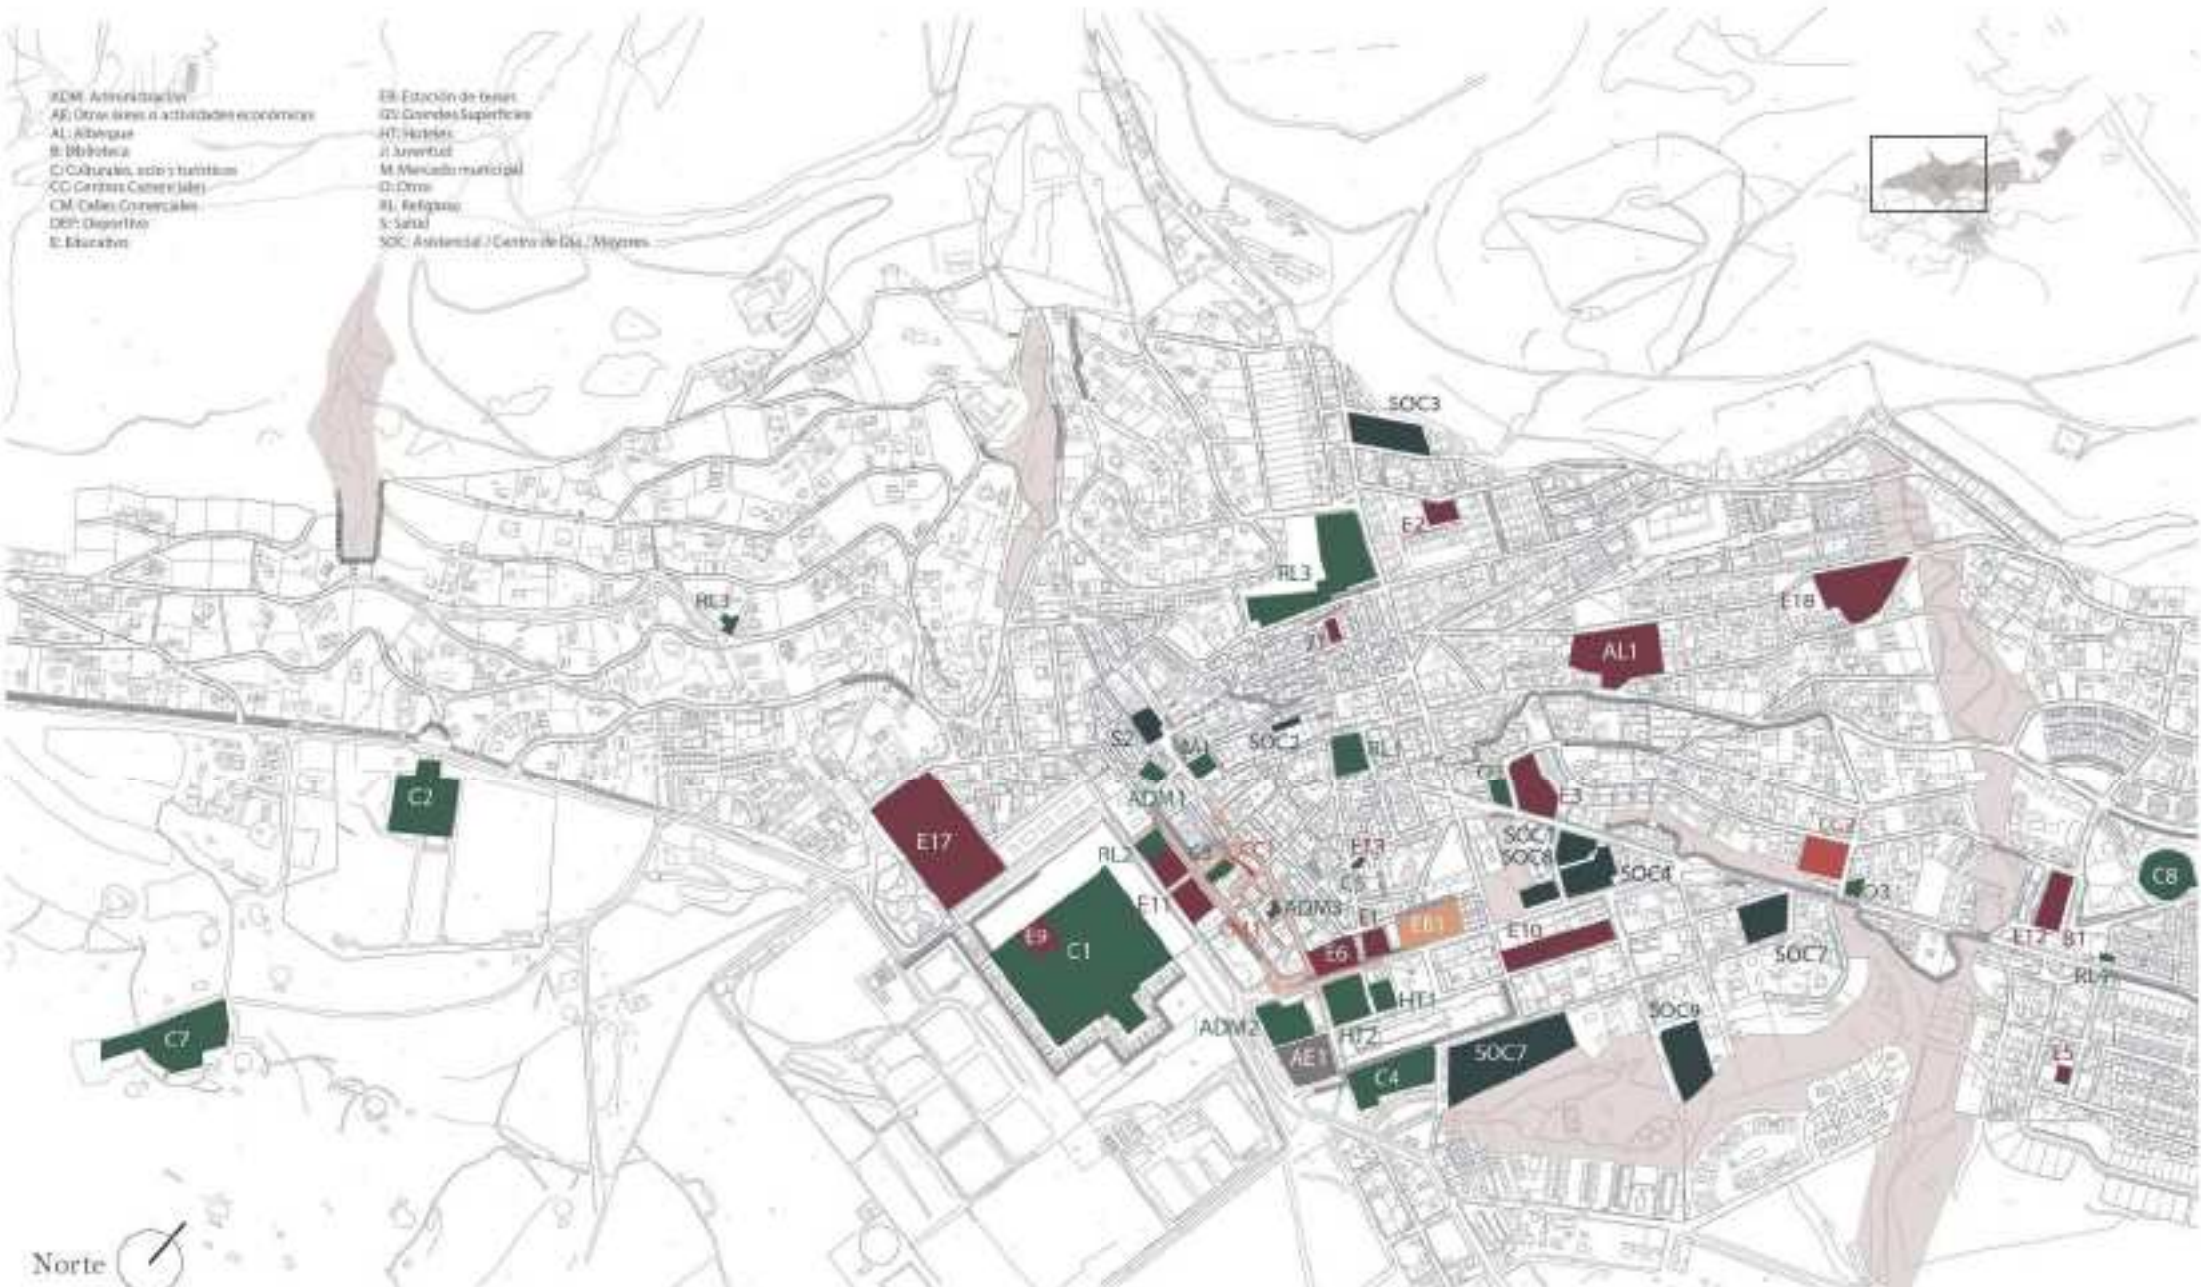 ADM: Administración
AE: Otras áreas o actividades económicas
AL: Albergue
B: Biblioteca
C: Culturales, ocio y turísticos
CC: Centros Comerciales
CM: Calles Comerciales
DEP: Deportivo
E: Educativo
EB: Estación de buses
GS: Grandes Superficies
HT: Hoteles
J: Juventud
M: Mercado municipal
O: Otros
RL: Religioso
S: Salud
SOC: Asistencial / Centro de Día / Mayores
SOC3
E2
RL3
E18
AL1
RL3
S2
SOC2
RL1
C2
ADM1
E17
RL2
E11
E9
C1
E13
ADM3
E1
EB1
E6
E10
SOC1
SOC8
SOC4
O3
C8
E12
B1
SOC7
ADM2
HT1
HT2
AE1
C4
SOC7
SOC9
C7
E5
Norte